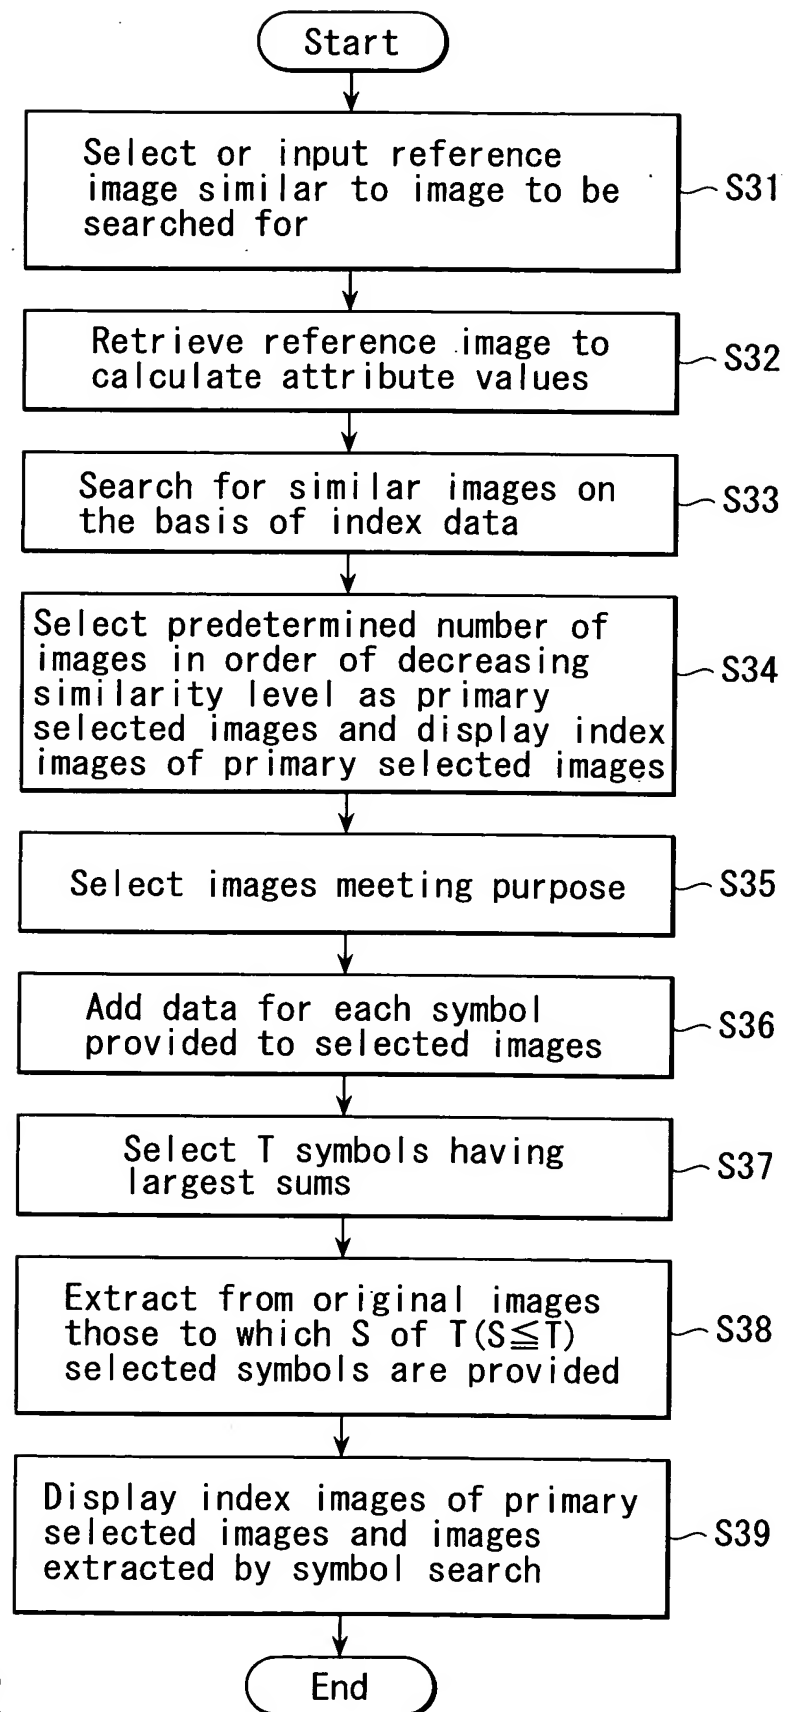 Start
Select or input reference
image similar to image to be
searched for
S31
Retrieve reference image to
calculate attribute values
S32
Search for similar images on
the basis of index data
S33
Select predetermined number of
images in order of decreasing
similarity level as primary
selected images and display index
images of primary selected images
S34
Select images meeting purpose
S35
Add data for each symbol
provided to selected images
S36
Select T symbols having
largest sums
S37
Extract from original images
those to which S of T(S≦T)
selected symbols are provided
S38
Display index images of primary
selected images and images
extracted by symbol search
S39
End